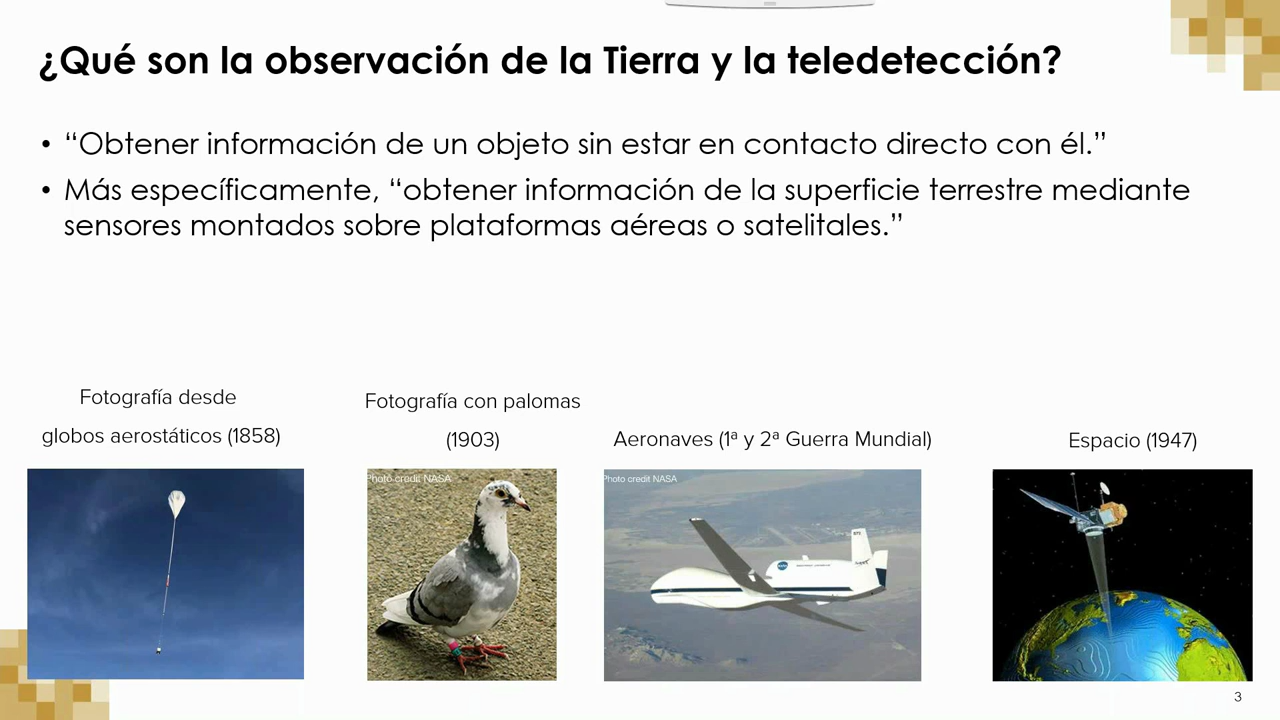 ¿Qué son la observación de la Tierra y la teledetección?
• “Obtener información de un objeto sin estar en contacto directo con él.”
• Más específicamente, “obtener información de la superficie terrestre mediante
sensores montados sobre plataformas aéreas o satelitales.”
Fotografía desde
globos aerostáticos (1858)
Fotografía con palomas
(1903)
Aeronaves (1ª y 2ª Guerra Mundial)
Espacio (1947)
Photo credit NASA
Photo credit NASA
NASA
3